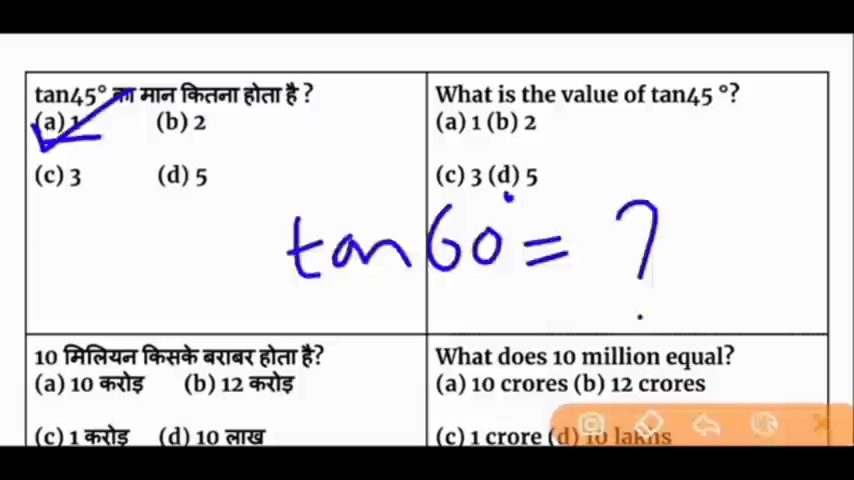 tan45° का मान कितना होता है ?
(a) 1 (b) 2
(c) 3 (d) 5
What is the value of tan45 °?
(a) 1 (b) 2
(c) 3 (d) 5
tan60° = ?
10 मिलियन किसके बराबर होता है?
(a) 10 करोड़ (b) 12 करोड़
(c) 1 करोड़ (d) 10 लाख
What does 10 million equal?
(a) 10 crores (b) 12 crores
(c) 1 crore (d) 10 lakhs